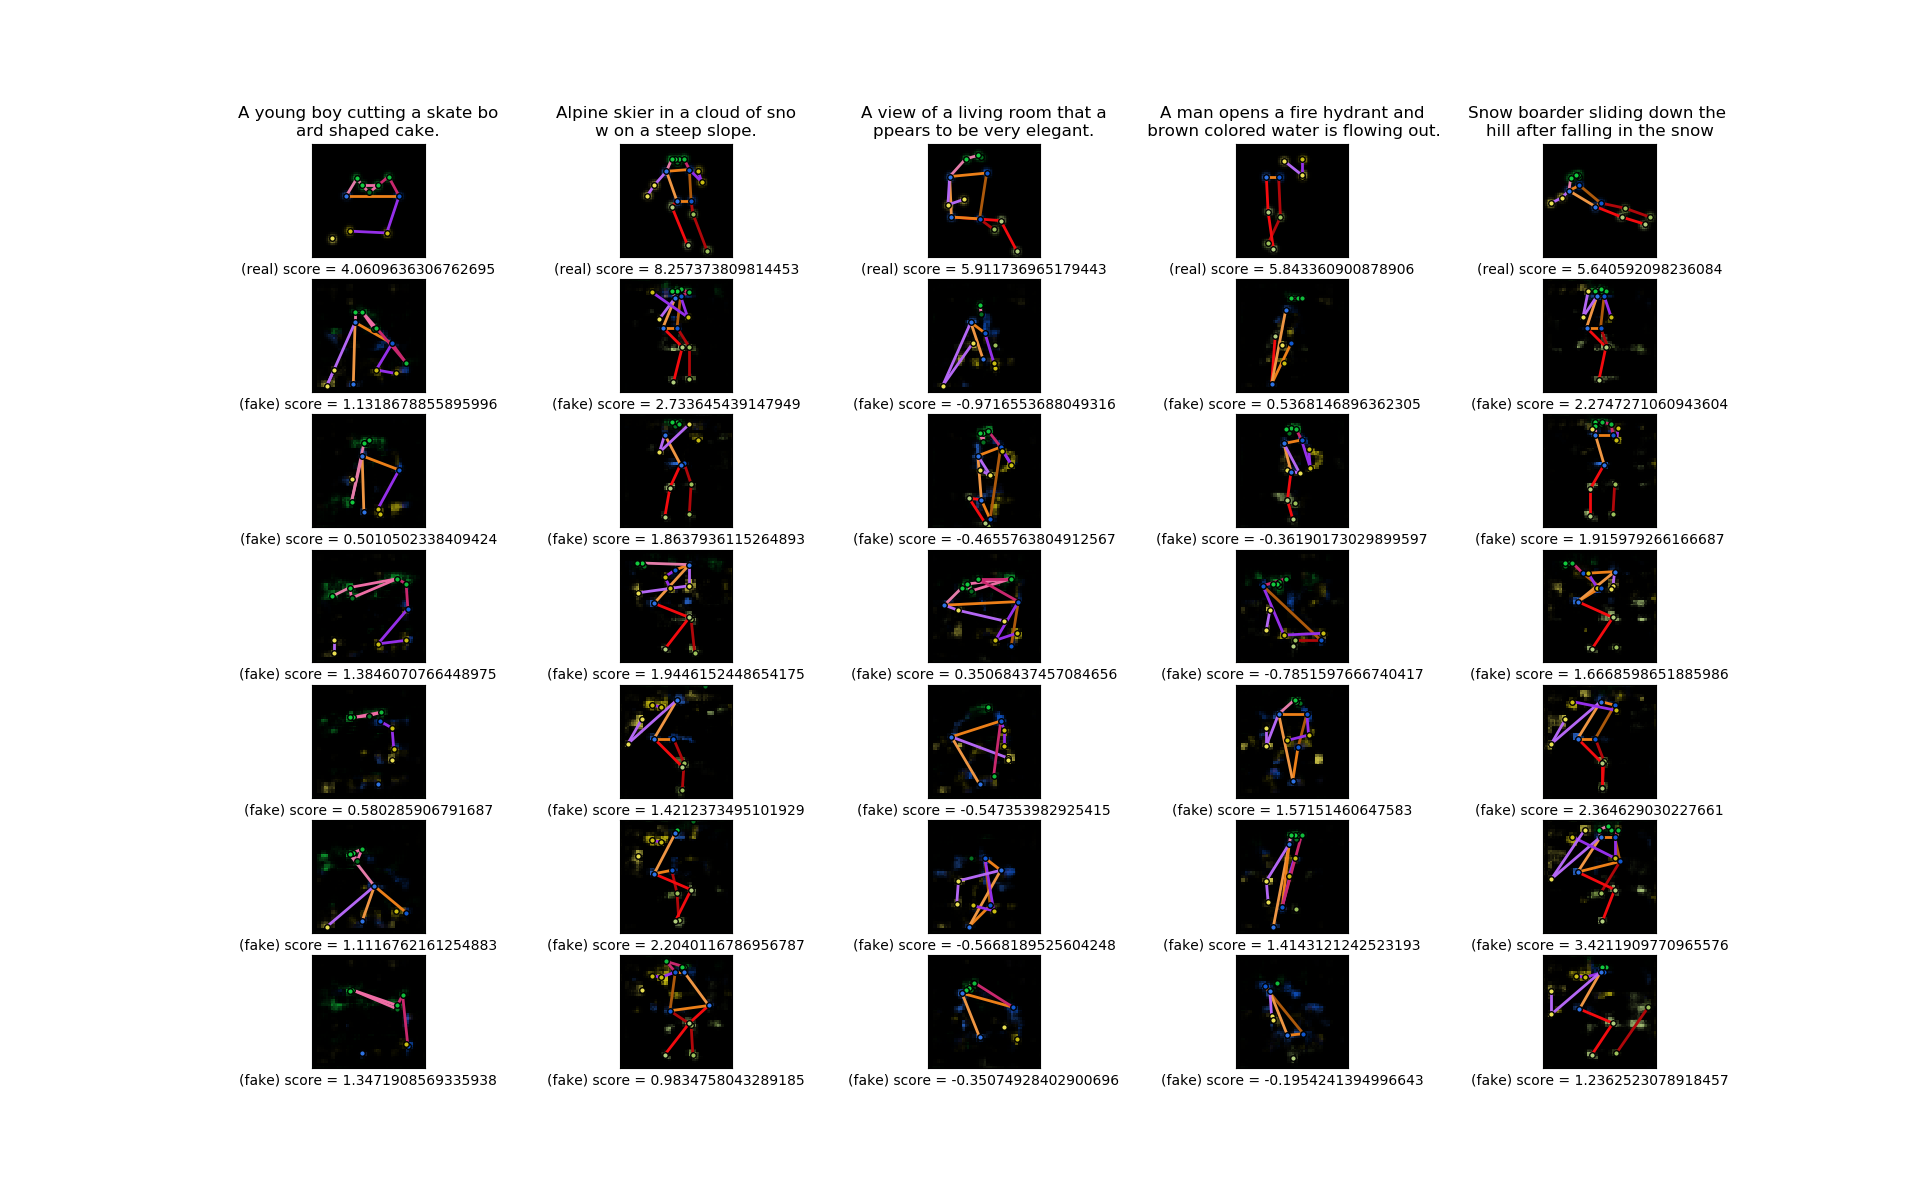 A young boy cutting a skate bo
ard shaped cake.
Alpine skier in a cloud of sno
w on a steep slope.
A view of a living room that a
ppears to be very elegant.
A man opens a fire hydrant and
brown colored water is flowing out.
Snow boarder sliding down the
hill after falling in the snow
(real) score = 4.0609636306762695
(real) score = 8.257373809814453
(real) score = 5.911736965179443
(real) score = 5.843360900878906
(real) score = 5.640592098236084
(fake) score = 1.1318678855895996
(fake) score = 2.733645439147949
(fake) score = -0.9716553688049316
(fake) score = 0.5368146896362305
(fake) score = 2.2747271060943604
(fake) score = 0.5010502338409424
(fake) score = 1.8637936115264893
(fake) score = -0.4655763804912567
(fake) score = -0.36190173029899597
(fake) score = 1.915979266166687
(fake) score = 1.3846070766448975
(fake) score = 1.9446152448654175
(fake) score = 0.35068437457084656
(fake) score = -0.7851597666740417
(fake) score = 1.6668598651885986
(fake) score = 0.580285906791687
(fake) score = 1.4212373495101929
(fake) score = -0.547353982925415
(fake) score = 1.57151460647583
(fake) score = 2.364629030227661
(fake) score = 1.1116762161254883
(fake) score = 2.2040116786956787
(fake) score = -0.5668189525604248
(fake) score = 1.4143121242523193
(fake) score = 3.4211909770965576
(fake) score = 1.3471908569335938
(fake) score = 0.9834758043289185
(fake) score = -0.35074928402900696
(fake) score = -0.1954241394996643
(fake) score = 1.2362523078918457